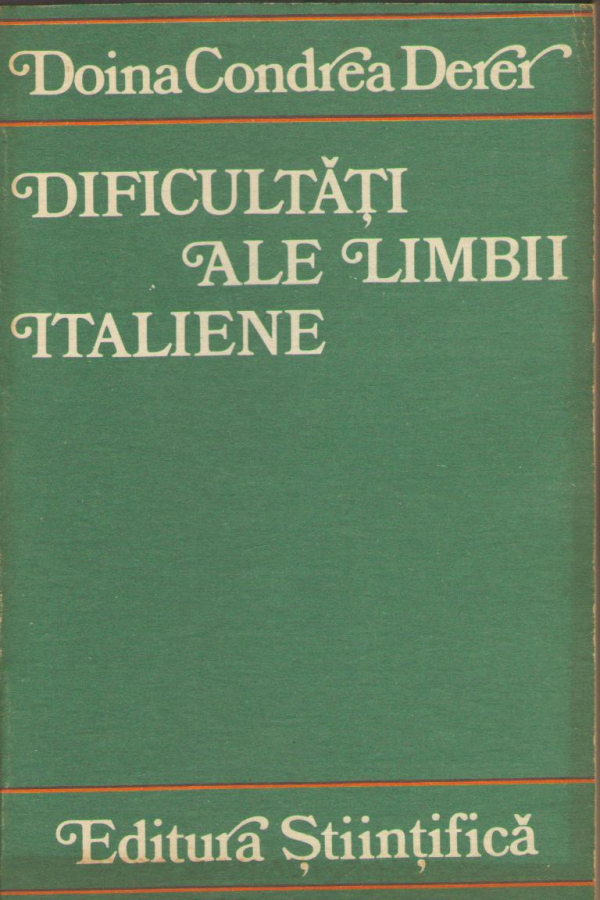 Doina Condrea Derer
DIFICULTĂȚI
ALE LIMBII
ITALIENE
Editura Științifică